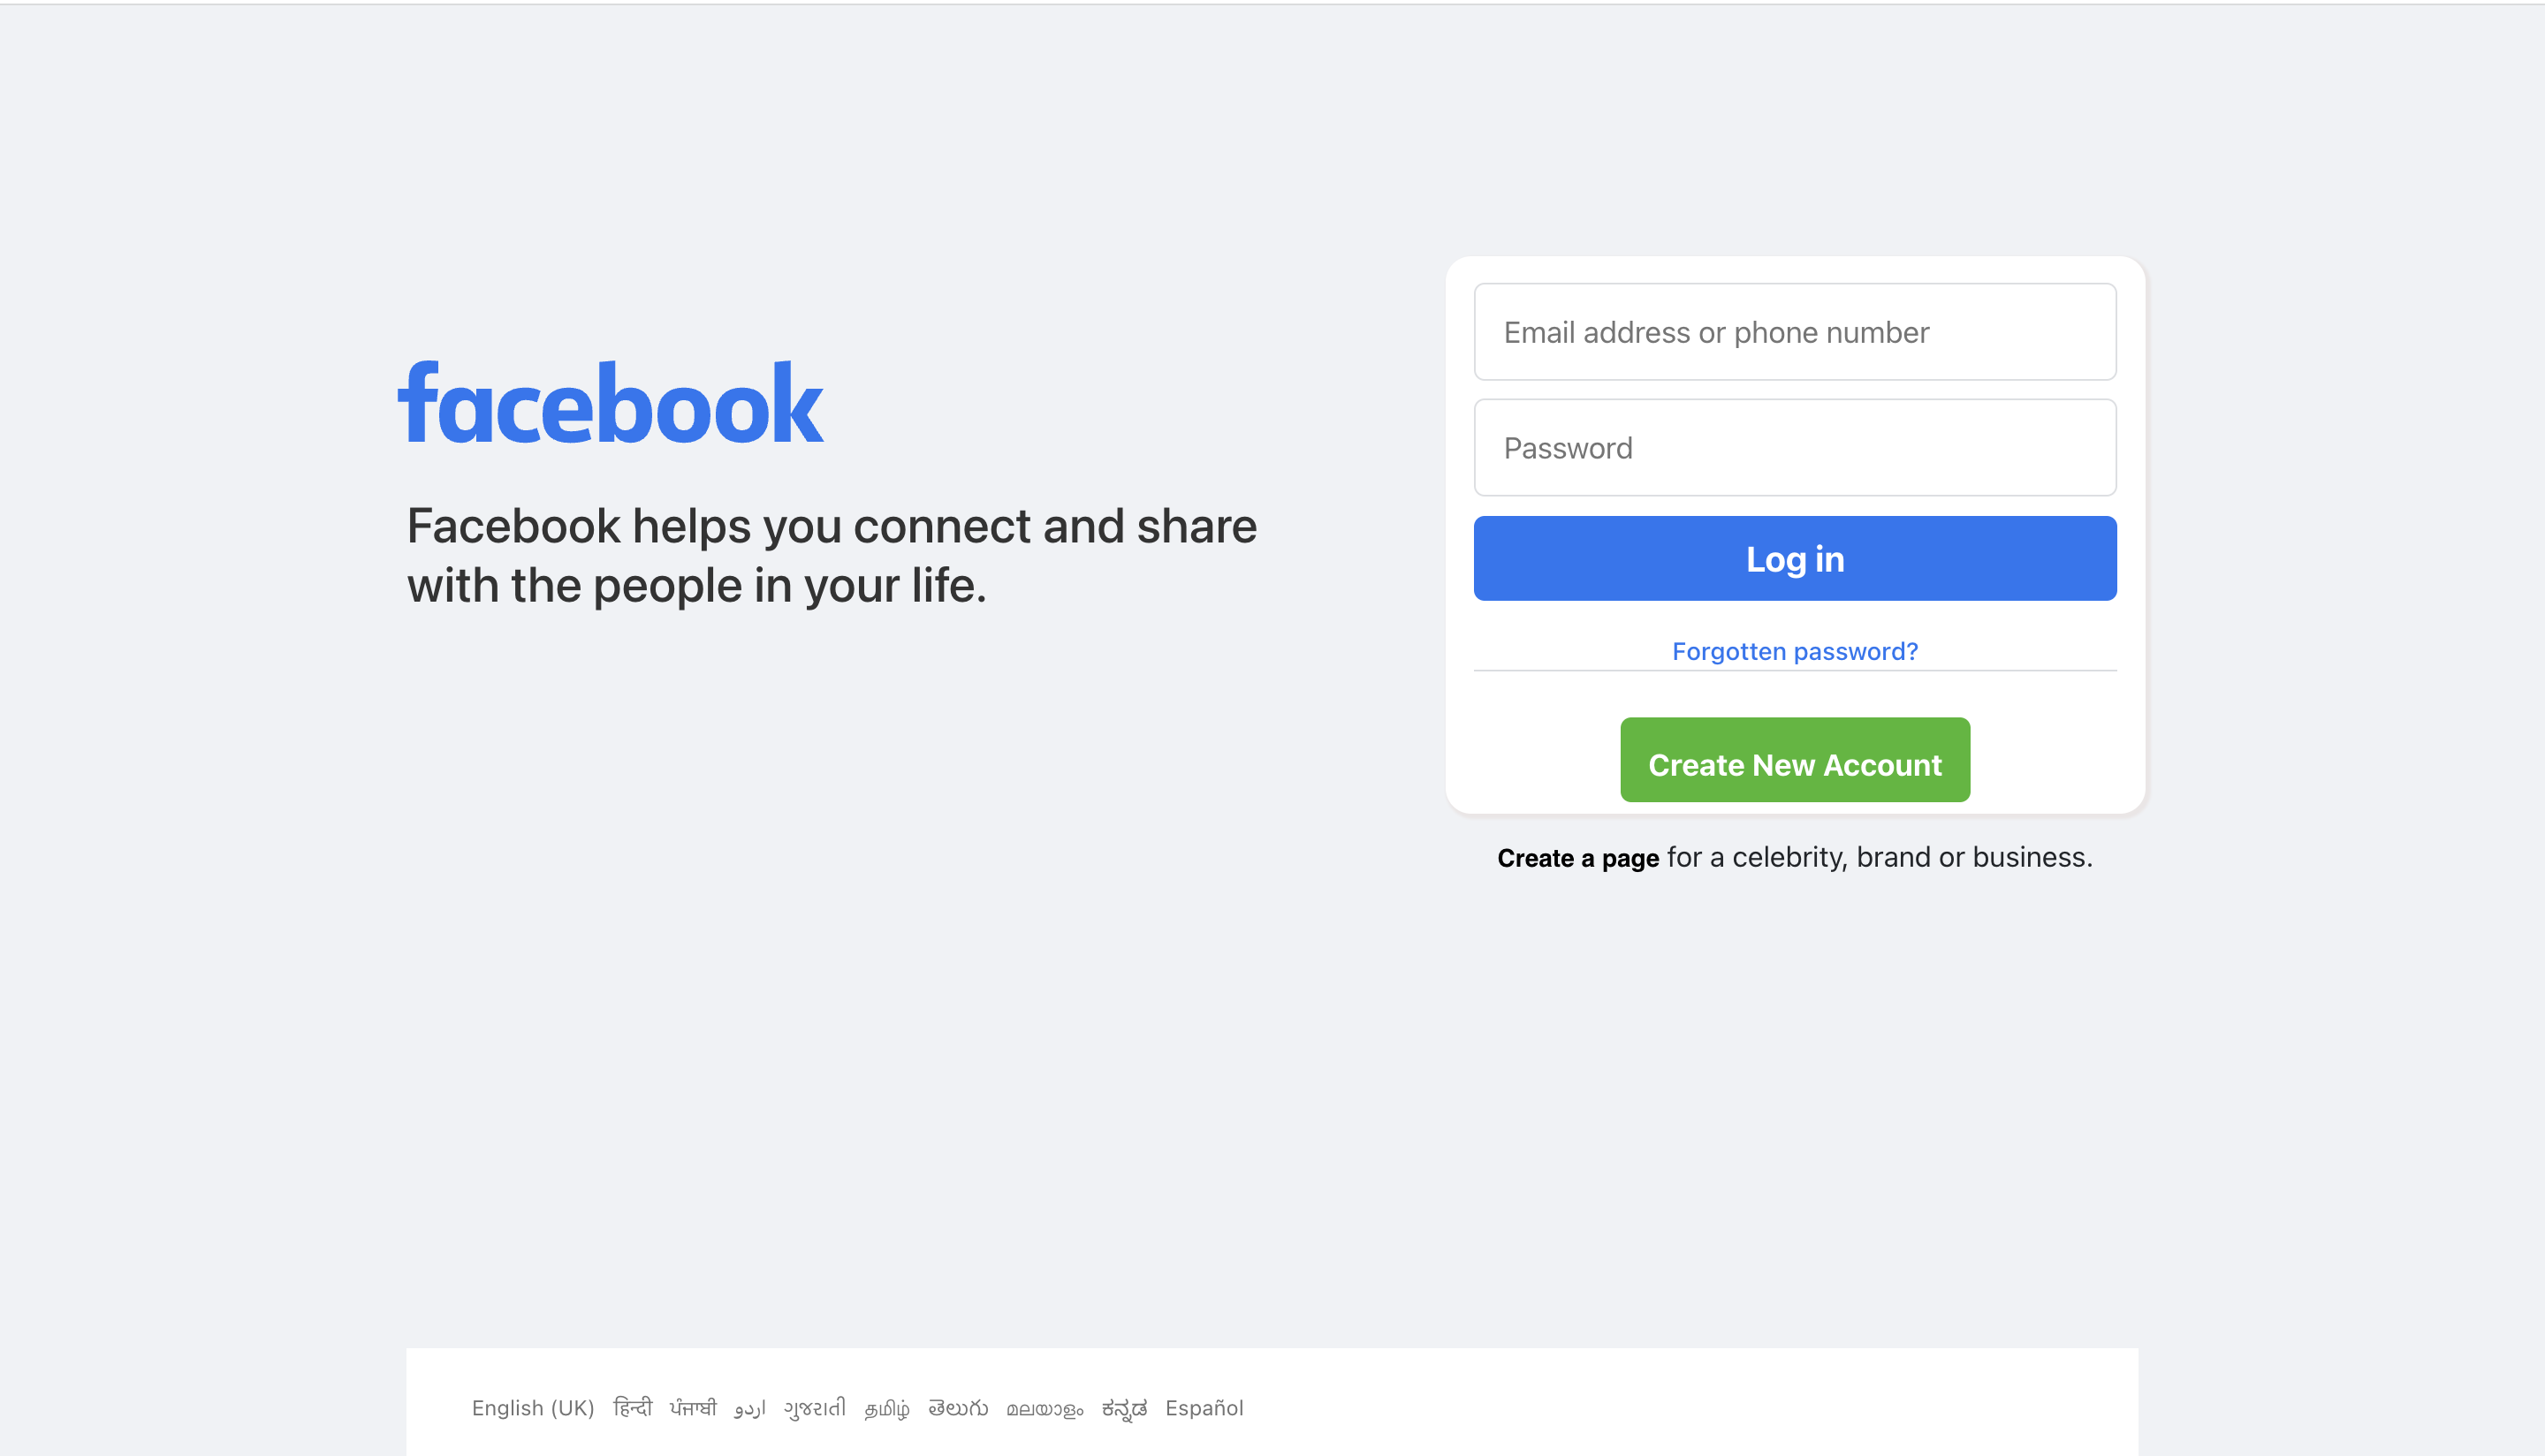 facebook
Facebook helps you connect and share
with the people in your life.
Email address or phone number
Password
Log in
Forgotten password?
Create New Account
Create a page for a celebrity, brand or business.
English (UK) हिन्दी ਪੰਜਾਬੀ اردو ગુજરાતી தமிழ் తెలుగు മലയാളം ಕನ್ನಡ Español